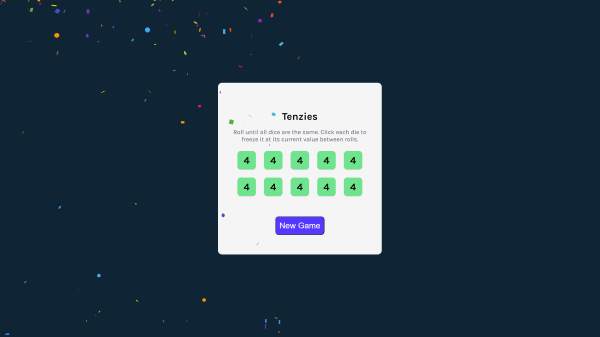 Tenzies
Roll until all dice are the same. Click each die to
freeze it at its current value between rolls.
4 4 4 4 4
4 4 4 4 4
New Game